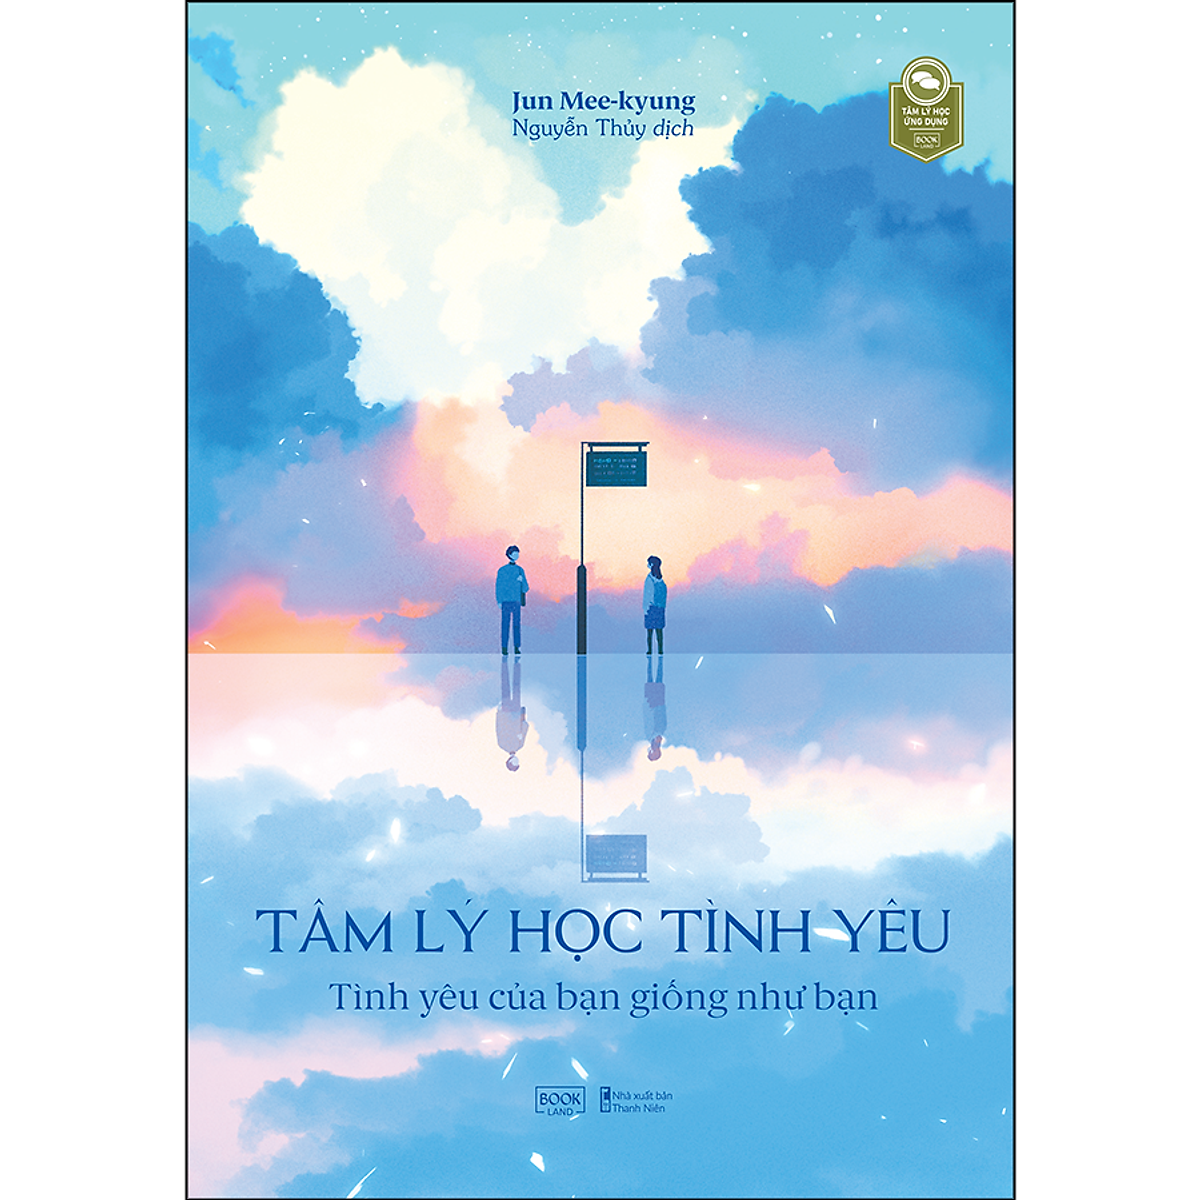 Jun Mee-kyung
Nguyễn Thủy dịch
TÂM LÝ HỌC
ỨNG DỤNG
BOOK
LAND
TÂM LÝ HỌC TÌNH YÊU
Tình yêu của bạn giống như bạn
BOOK
LAND
Nhà xuất bản
Thanh Niên